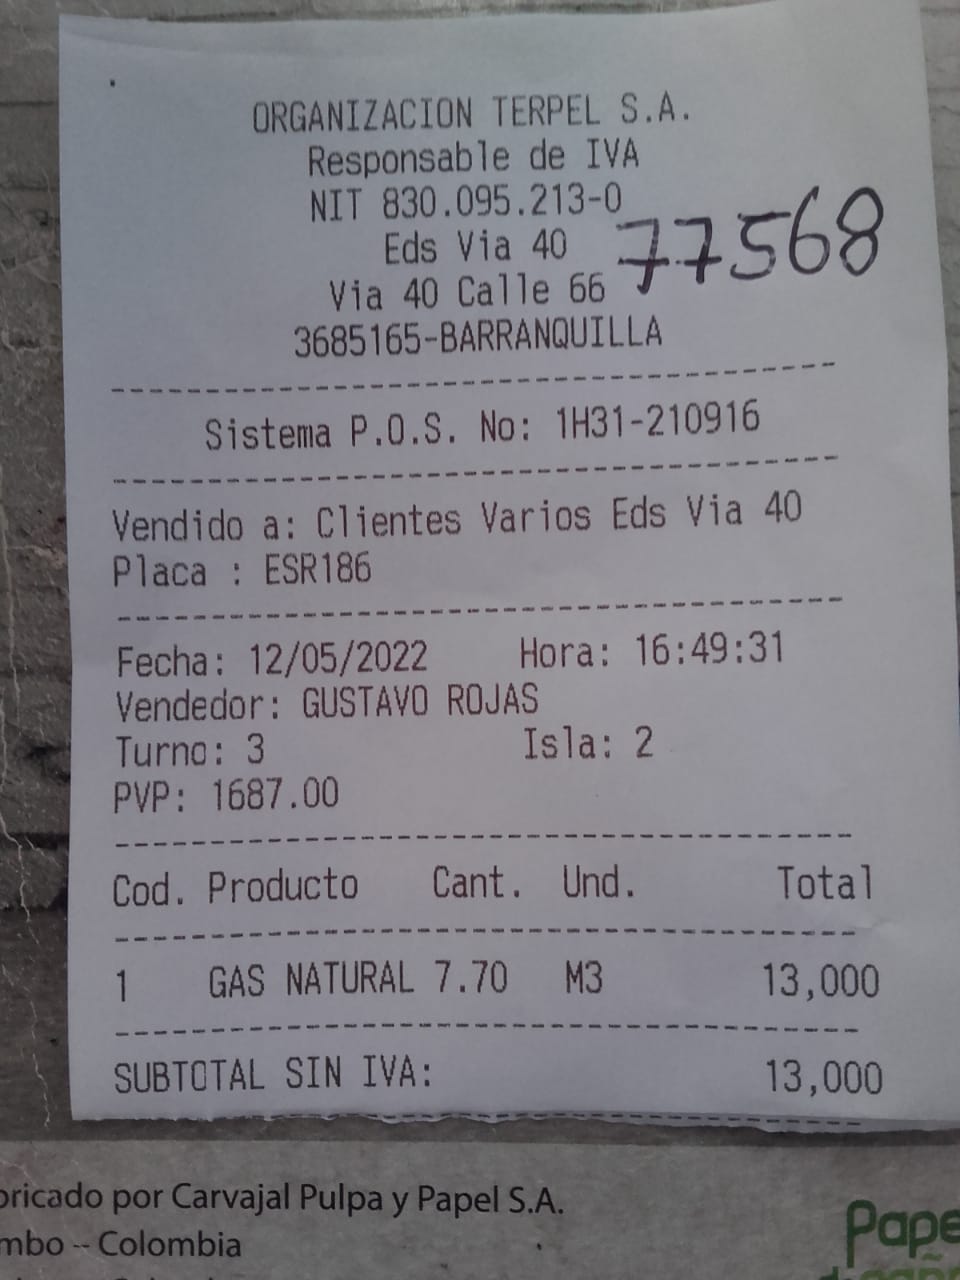 ORGANIZACION TERPEL S.A.
Responsable de IVA
NIT 830.095.213-0
77568
Eds Via 40
Via 40 Calle 66
3685165-BARRANQUILLA
Sistema P.O.S. No: 1H31-210916
Vendido a: Clientes Varios Eds Via 40
Placa : ESR186
Fecha: 12/05/2022 Hora: 16:49:31
Vendedor: GUSTAVO ROJAS
Turno: 3 Isla: 2
PVP: 1687.00
Cod. Producto Cant. Und. Total
1 GAS NATURAL 7.70 M3 13,000
SUBTOTAL SIN IVA: 13,000
bricado por Carvajal Pulpa y Papel S.A.
mbo -- Colombia
Pape